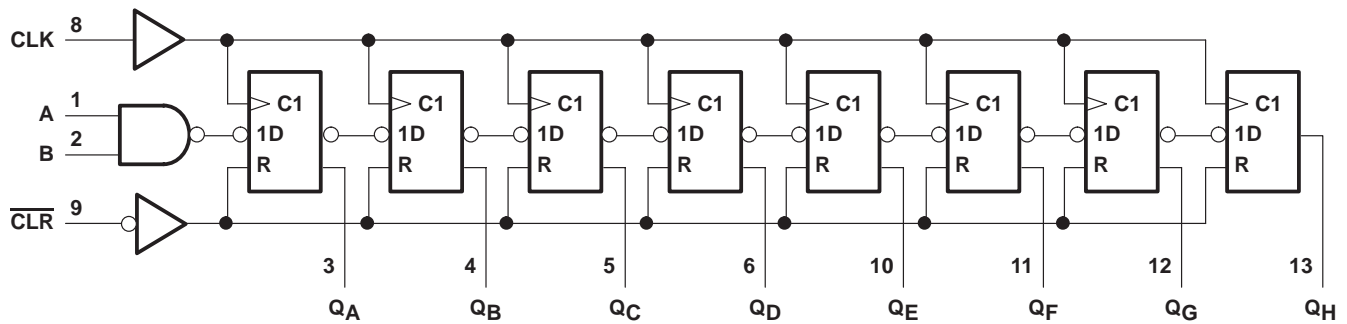 CLK 8
C1 C1 C1 C1 C1 C1 C1 C1
A 1
1D 1D 1D 1D 1D 1D 1D 1D
B 2
R R R R R R R R
CLR 9
3 4 5 6 10 11 12 13
QA QB QC QD QE QF QG QH